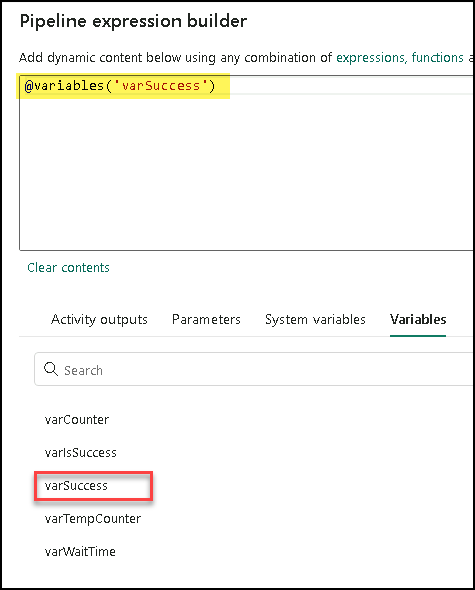 Pipeline expression builder
Add dynamic content below using any combination of expressions, functions
@variables('varSuccess')
Clear contents
Activity outputs Parameters System variables Variables
Search
varCounter
varIsSuccess
varSuccess
varTempCounter
varWaitTime